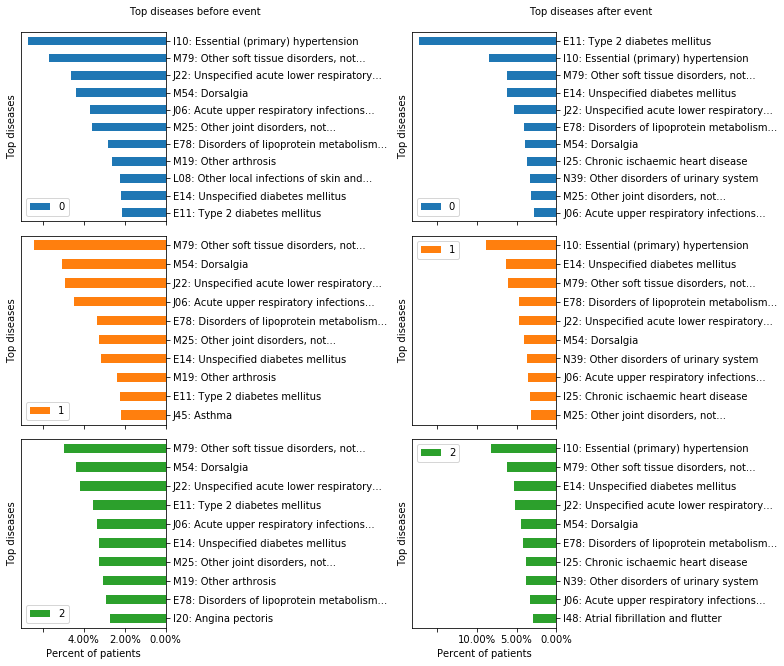 Top diseases before event
Top diseases
I10: Essential (primary) hypertension
M79: Other soft tissue disorders, not...
J22: Unspecified acute lower respiratory...
M54: Dorsalgia
J06: Acute upper respiratory infections...
M25: Other joint disorders, not...
E78: Disorders of lipoprotein metabolism...
M19: Other arthrosis
L08: Other local infections of skin and...
E14: Unspecified diabetes mellitus
E11: Type 2 diabetes mellitus
0
Top diseases
M79: Other soft tissue disorders, not...
M54: Dorsalgia
J22: Unspecified acute lower respiratory...
J06: Acute upper respiratory infections...
E78: Disorders of lipoprotein metabolism...
M25: Other joint disorders, not...
E14: Unspecified diabetes mellitus
M19: Other arthrosis
E11: Type 2 diabetes mellitus
J45: Asthma
1
Top diseases
M79: Other soft tissue disorders, not...
M54: Dorsalgia
J22: Unspecified acute lower respiratory...
E11: Type 2 diabetes mellitus
J06: Acute upper respiratory infections...
E14: Unspecified diabetes mellitus
M25: Other joint disorders, not...
M19: Other arthrosis
E78: Disorders of lipoprotein metabolism...
I20: Angina pectoris
2
4.00% 2.00% 0.00%
Percent of patients
Top diseases after event
Top diseases
E11: Type 2 diabetes mellitus
I10: Essential (primary) hypertension
M79: Other soft tissue disorders, not...
E14: Unspecified diabetes mellitus
J22: Unspecified acute lower respiratory...
E78: Disorders of lipoprotein metabolism...
M54: Dorsalgia
I25: Chronic ischaemic heart disease
N39: Other disorders of urinary system
M25: Other joint disorders, not...
J06: Acute upper respiratory infections...
0
Top diseases
1
I10: Essential (primary) hypertension
E14: Unspecified diabetes mellitus
M79: Other soft tissue disorders, not...
E78: Disorders of lipoprotein metabolism...
J22: Unspecified acute lower respiratory...
M54: Dorsalgia
N39: Other disorders of urinary system
J06: Acute upper respiratory infections...
I25: Chronic ischaemic heart disease
M25: Other joint disorders, not...
Top diseases
2
I10: Essential (primary) hypertension
M79: Other soft tissue disorders, not...
E14: Unspecified diabetes mellitus
J22: Unspecified acute lower respiratory...
M54: Dorsalgia
E78: Disorders of lipoprotein metabolism...
I25: Chronic ischaemic heart disease
N39: Other disorders of urinary system
J06: Acute upper respiratory infections...
I48: Atrial fibrillation and flutter
10.00% 5.00% 0.00%
Percent of patients